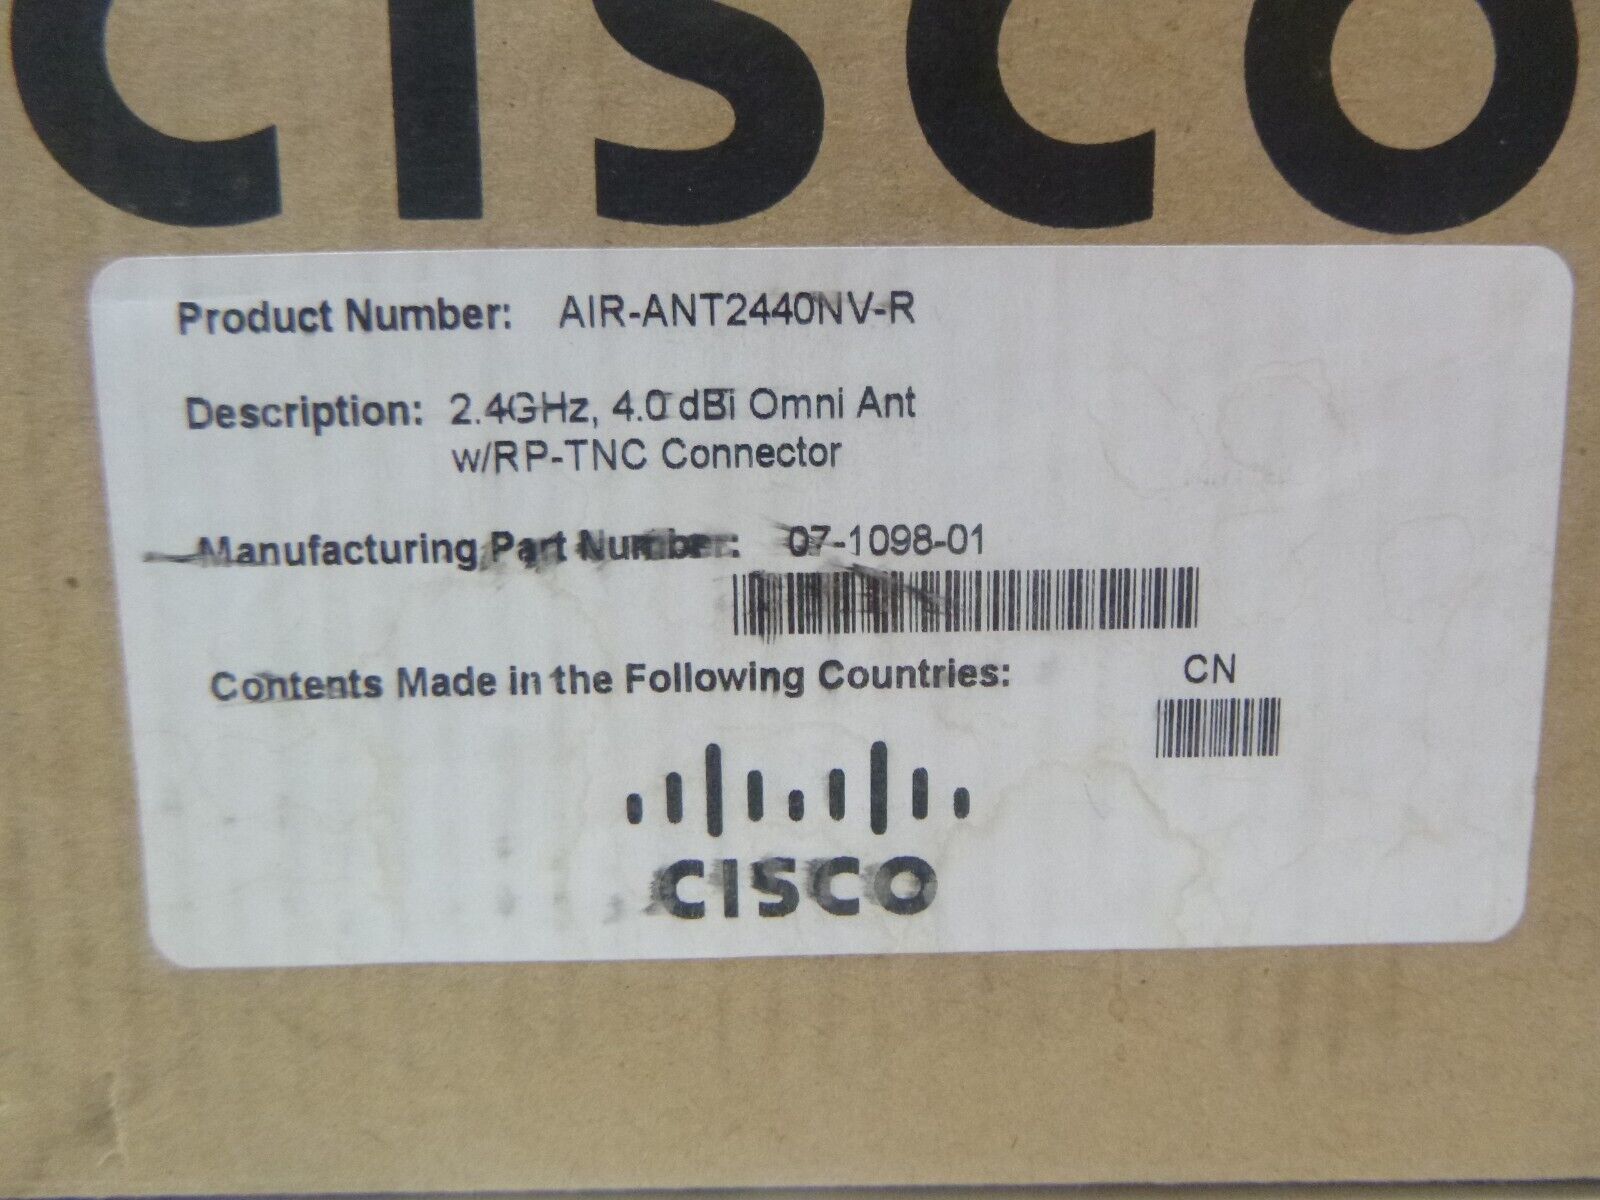 CISCO
Product Number: AIR-ANT2440NV-R
Description: 2.4GHz, 4.0 dBi Omni Ant
w/RP-TNC Connector
Manufacturing Part Number: 07-1098-01
Contents Made in the Following Countries: CN
CISCO